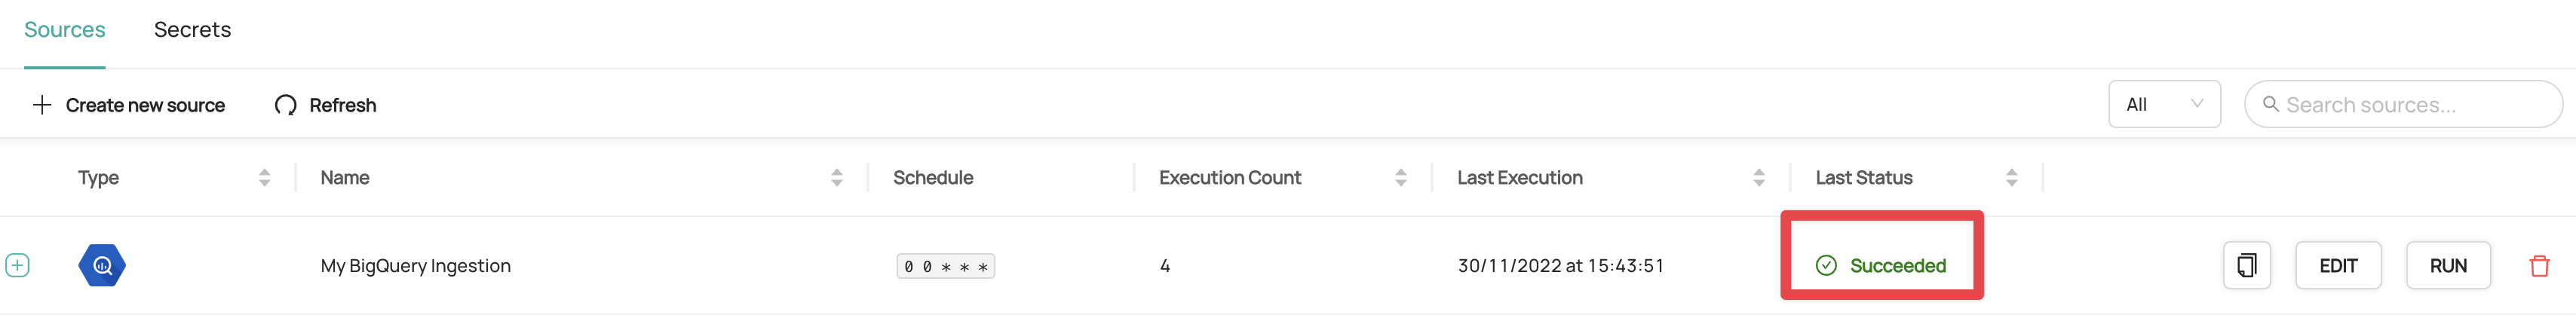 Sources Secrets
Create new source Refresh All Search sources...
Type Name Schedule Execution Count Last Execution Last Status
My BigQuery Ingestion 0 0 * * * 4 30/11/2022 at 15:43:51 Succeeded EDIT RUN